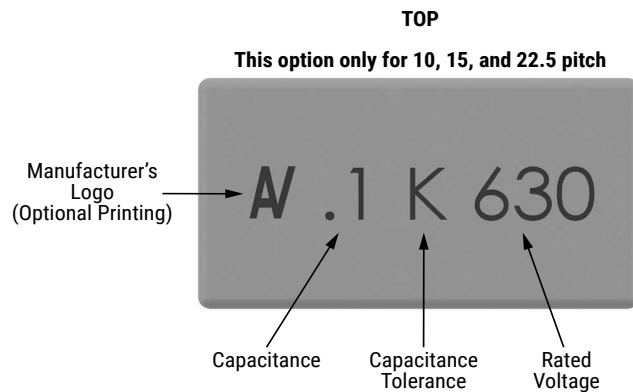 TOP
This option only for 10, 15, and 22.5 pitch
Manufacturer's
Logo
(Optional Printing)
.1 K 630
Capacitance
Capacitance
Tolerance
Rated
Voltage